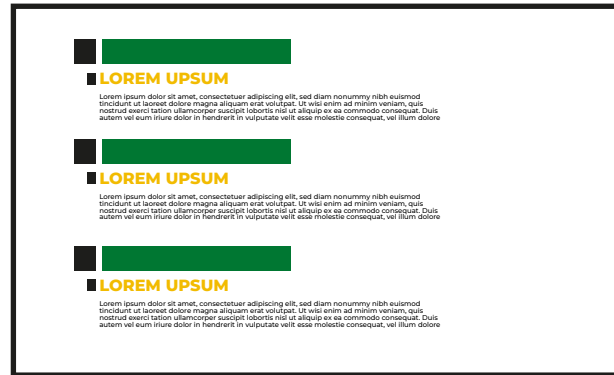 LOREM UPSUM
Lorem ipsum dolor sit amet, consectetuer adipiscing elit, sed diam nonummy nibh euismod
tincidunt ut laoreet dolore magna aliquam erat volutpat. Ut wisi enim ad minim veniam, quis
nostrud exerci tation ullamcorper suscipit lobortis nisl ut aliquip ex ea commodo consequat. Duis
autem vel eum iriure dolor in hendrerit in vulputate velit esse molestie consequat, vel illum dolore
LOREM UPSUM
Lorem ipsum dolor sit amet, consectetuer adipiscing elit, sed diam nonummy nibh euismod
tincidunt ut laoreet dolore magna aliquam erat volutpat. Ut wisi enim ad minim veniam, quis
nostrud exerci tation ullamcorper suscipit lobortis nisl ut aliquip ex ea commodo consequat. Duis
autem vel eum iriure dolor in hendrerit in vulputate velit esse molestie consequat, vel illum dolore
LOREM UPSUM
Lorem ipsum dolor sit amet, consectetuer adipiscing elit, sed diam nonummy nibh euismod
tincidunt ut laoreet dolore magna aliquam erat volutpat. Ut wisi enim ad minim veniam, quis
nostrud exerci tation ullamcorper suscipit lobortis nisl ut aliquip ex ea commodo consequat. Duis
autem vel eum iriure dolor in hendrerit in vulputate velit esse molestie consequat, vel illum dolore